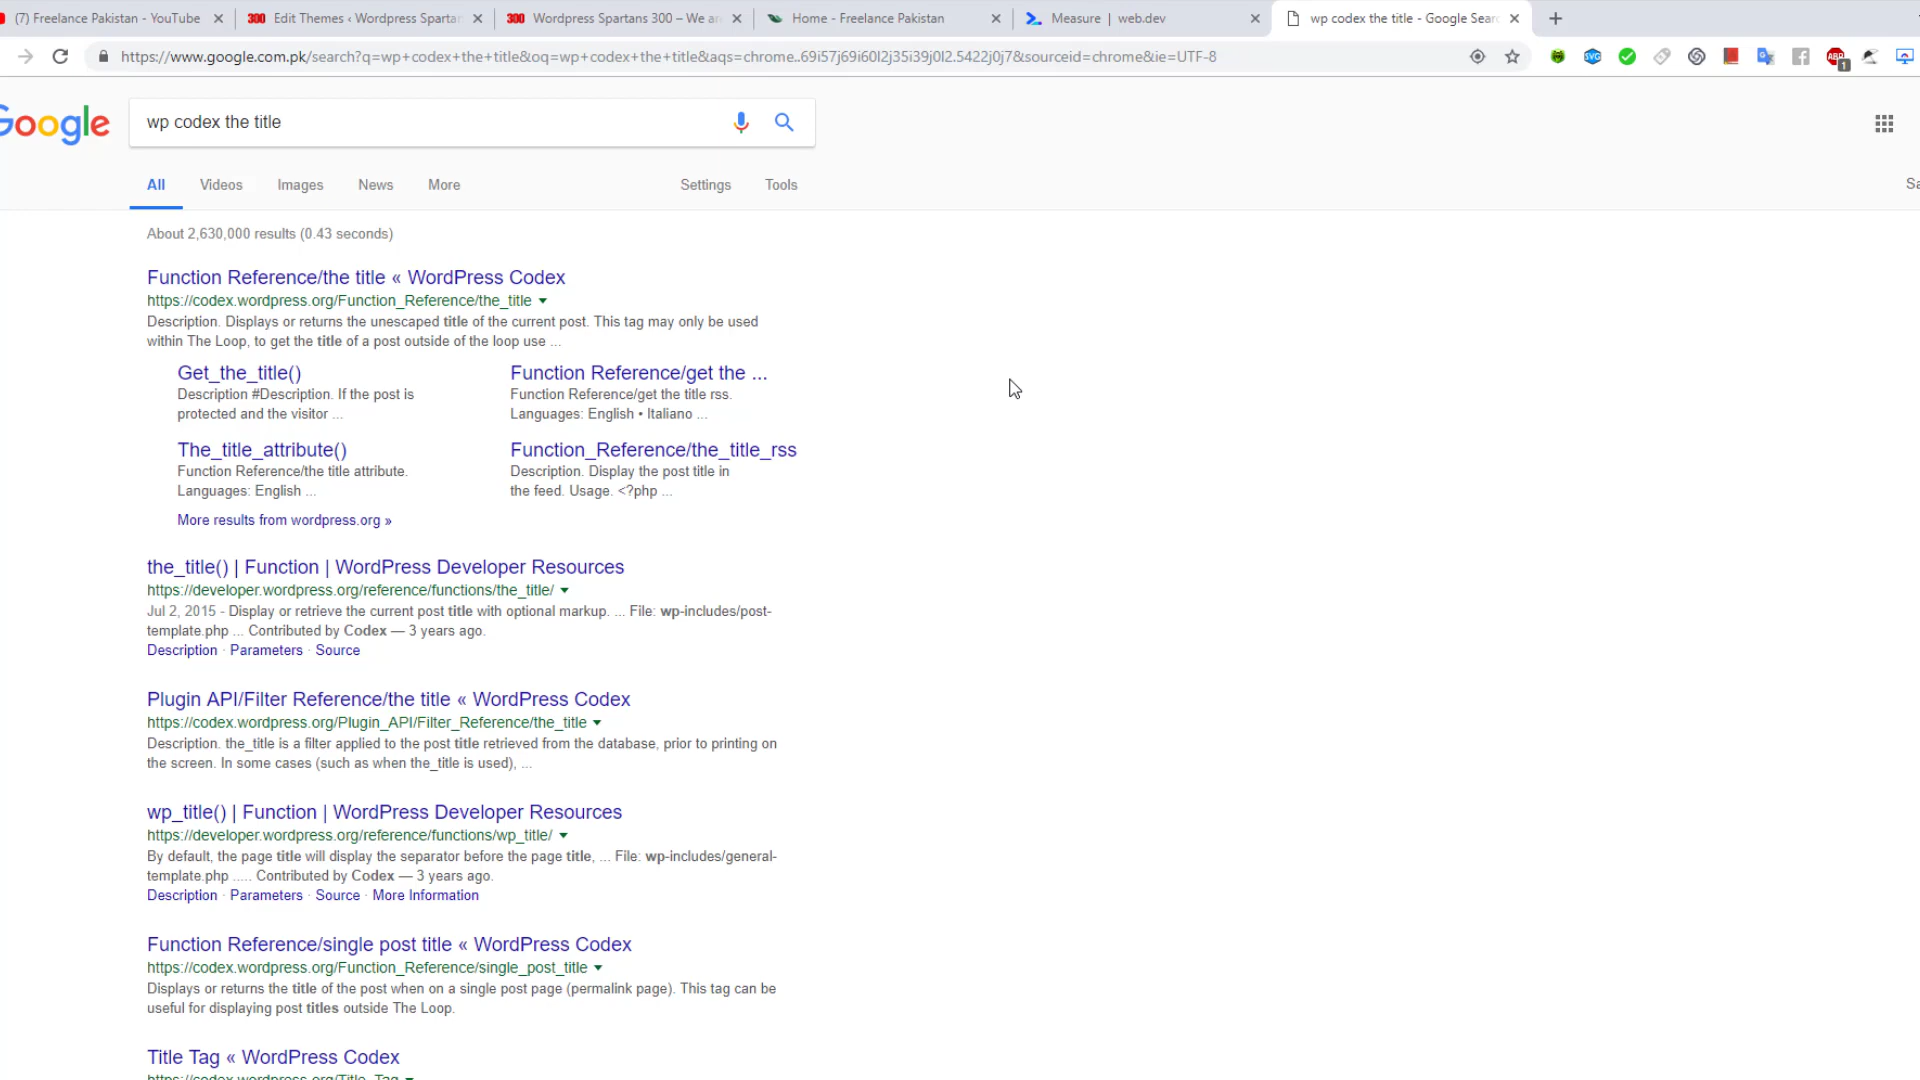 (7) Freelance Pakistan - YouTube
300 Edit Themes ‹ Wordpress Spartan
300 Wordpress Spartans 300 – We are
Home - Freelance Pakistan
Measure | web.dev
wp codex the title - Google Sear
https://www.google.com.pk/search?q=wp+codex+the+title&oq=wp+codex+the+title&aqs=chrome..69i57j69i60l2j35i39j0l2.5422j0j7&sourceid=chrome&ie=UTF-8
ABP 1
SVG
Google
wp codex the title
All Videos Images News More Settings Tools
About 2,630,000 results (0.43 seconds)
Function Reference/the title « WordPress Codex
https://codex.wordpress.org/Function_Reference/the_title
Description. Displays or returns the unescaped title of the current post. This tag may only be used
within The Loop, to get the title of a post outside of the loop use ...
Get_the_title()
Description #Description. If the post is
protected and the visitor ...
Function Reference/get the ...
Function Reference/get the title rss.
Languages: English • Italiano ...
The_title_attribute()
Function Reference/the title attribute.
Languages: English ...
Function_Reference/the_title_rss
Description. Display the post title in
the feed. Usage. <?php ...
More results from wordpress.org »
the_title() | Function | WordPress Developer Resources
https://developer.wordpress.org/reference/functions/the_title/
Jul 2, 2015 - Display or retrieve the current post title with optional markup. ... File: wp-includes/post-
template.php ... Contributed by Codex — 3 years ago.
Description · Parameters · Source
Plugin API/Filter Reference/the title « WordPress Codex
https://codex.wordpress.org/Plugin_API/Filter_Reference/the_title
Description. the_title is a filter applied to the post title retrieved from the database, prior to printing on
the screen. In some cases (such as when the_title is used), ...
wp_title() | Function | WordPress Developer Resources
https://developer.wordpress.org/reference/functions/wp_title/
By default, the page title will display the separator before the page title, ... File: wp-includes/general-
template.php ..... Contributed by Codex — 3 years ago.
Description · Parameters · Source · More Information
Function Reference/single post title « WordPress Codex
https://codex.wordpress.org/Function_Reference/single_post_title
Displays or returns the title of the post when on a single post page (permalink page). This tag can be
useful for displaying post titles outside The Loop.
Title Tag « WordPress Codex
https://codex.wordpress.org/Title_Tag